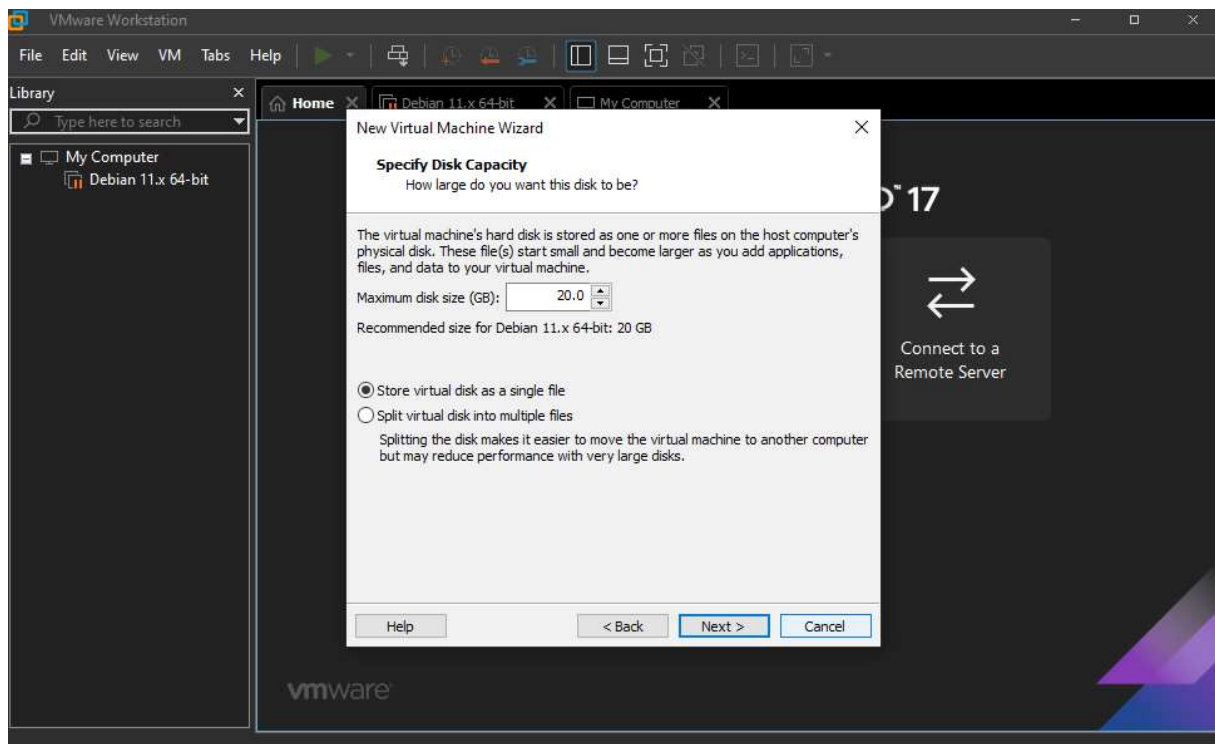 VMware Workstation
File Edit View VM Tabs Help
Library
Type here to search
My Computer
Debian 11.x 64-bit
Home
Debian 11.x 64-bit
My Computer
17
Connect to a
Remote Server
vmware
New Virtual Machine Wizard
Specify Disk Capacity
How large do you want this disk to be?
The virtual machine's hard disk is stored as one or more files on the host computer's
physical disk. These file(s) start small and become larger as you add applications,
files, and data to your virtual machine.
Maximum disk size (GB): 20.0
Recommended size for Debian 11.x 64-bit: 20 GB
Store virtual disk as a single file
Split virtual disk into multiple files
Splitting the disk makes it easier to move the virtual machine to another computer
but may reduce performance with very large disks.
Help < Back Next > Cancel